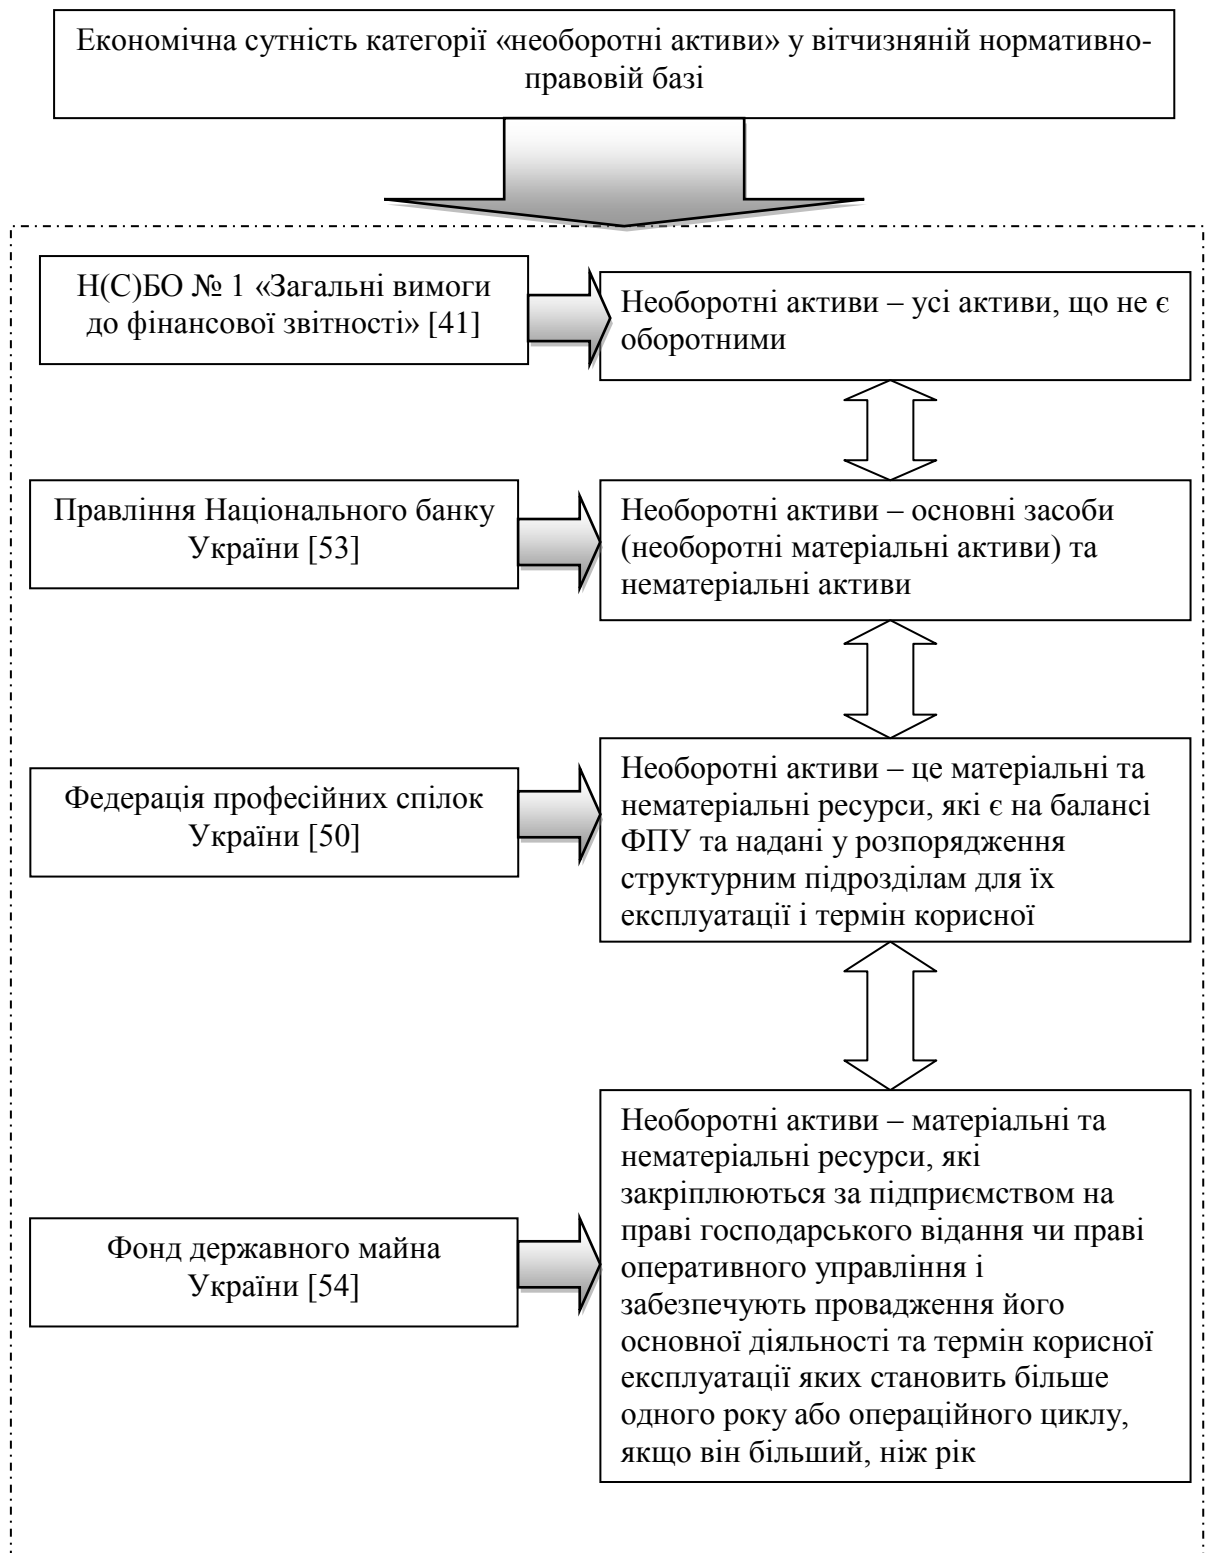 Економічна сутність категорії «необоротні активи» у вітчизняній нормативно-
правовій базі
Н(С)БО № 1 «Загальні вимоги
до фінансової звітності» [41]
Необоротні активи – усі активи, що не є
оборотними
Правління Національного банку
України [53]
Необоротні активи – основні засоби
(необоротні матеріальні активи) та
нематеріальні активи
Федерація професійних спілок
України [50]
Необоротні активи – це матеріальні та
нематеріальні ресурси, які є на балансі
ФПУ та надані у розпорядження
структурним підрозділам для їх
експлуатації і термін корисної
Фонд державного майна
України [54]
Необоротні активи – матеріальні та
нематеріальні ресурси, які
закріплюються за підприємством на
праві господарського відання чи праві
оперативного управління і
забезпечують провадження його
основної діяльності та термін корисної
експлуатації яких становить більше
одного року або операційного циклу,
якщо він більший, ніж рік